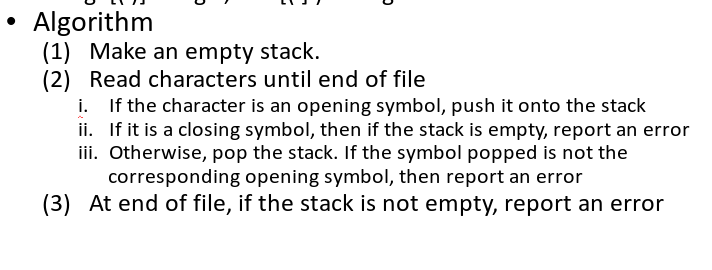 • Algorithm
(1) Make an empty stack.
(2) Read characters until end of file
i. If the character is an opening symbol, push it onto the stack
ii. If it is a closing symbol, then if the stack is empty, report an error
iii. Otherwise, pop the stack. If the symbol popped is not the
corresponding opening symbol, then report an error
(3) At end of file, if the stack is not empty, report an error